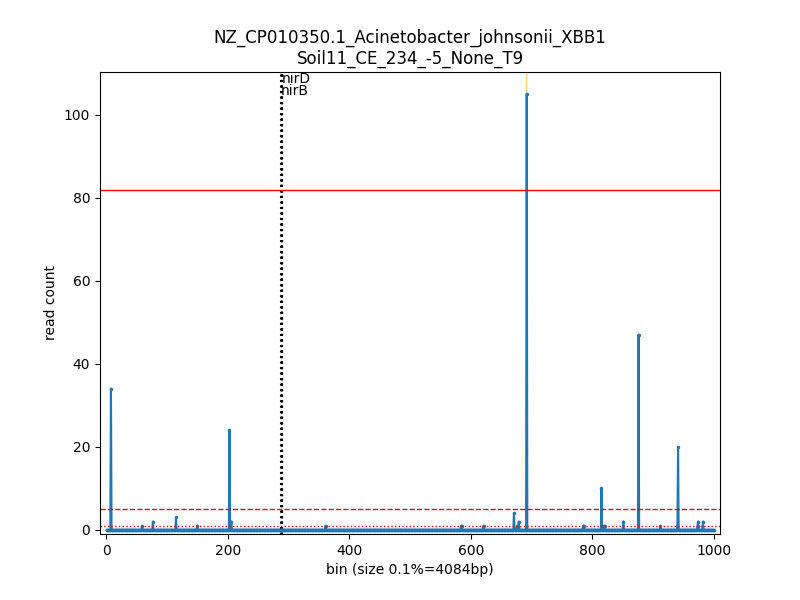 NZ_CP010350.1_Acinetobacter_johnsonii_XBB1
Soil11_CE_234_-5_None_T9
nirD
nirB
100
80
60
40
20
0
read count
0 200 400 600 800 1000
bin (size 0.1%=4084bp)